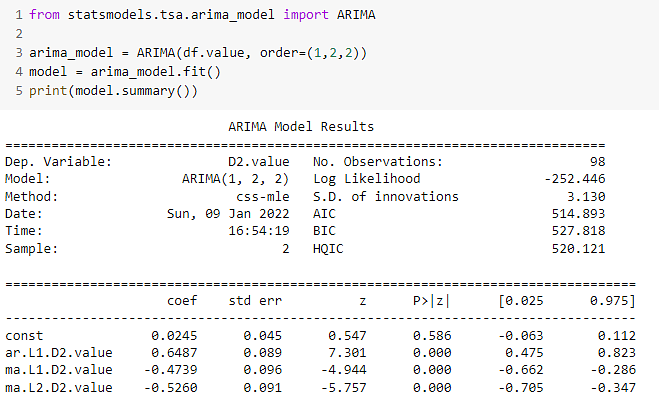 1 from statsmodels.tsa.arima_model import ARIMA
2
3 arima_model = ARIMA(df.value, order=(1,2,2))
4 model = arima_model.fit()
5 print(model.summary())
ARIMA Model Results
==============================================================================
Dep. Variable: D2.value No. Observations: 98
Model: ARIMA(1, 2, 2) Log Likelihood -252.446
Method: css-mle S.D. of innovations 3.130
Date: Sun, 09 Jan 2022 AIC 514.893
Time: 16:54:19 BIC 527.818
Sample: 2 HQIC 520.121
==================================================================================
coef std err z P>|z| [0.025 0.975]
----------------------------------------------------------------------------------
const 0.0245 0.045 0.547 0.586 -0.063 0.112
ar.L1.D2.value 0.6487 0.089 7.301 0.000 0.475 0.823
ma.L1.D2.value -0.4739 0.096 -4.944 0.000 -0.662 -0.286
ma.L2.D2.value -0.5260 0.091 -5.757 0.000 -0.705 -0.347